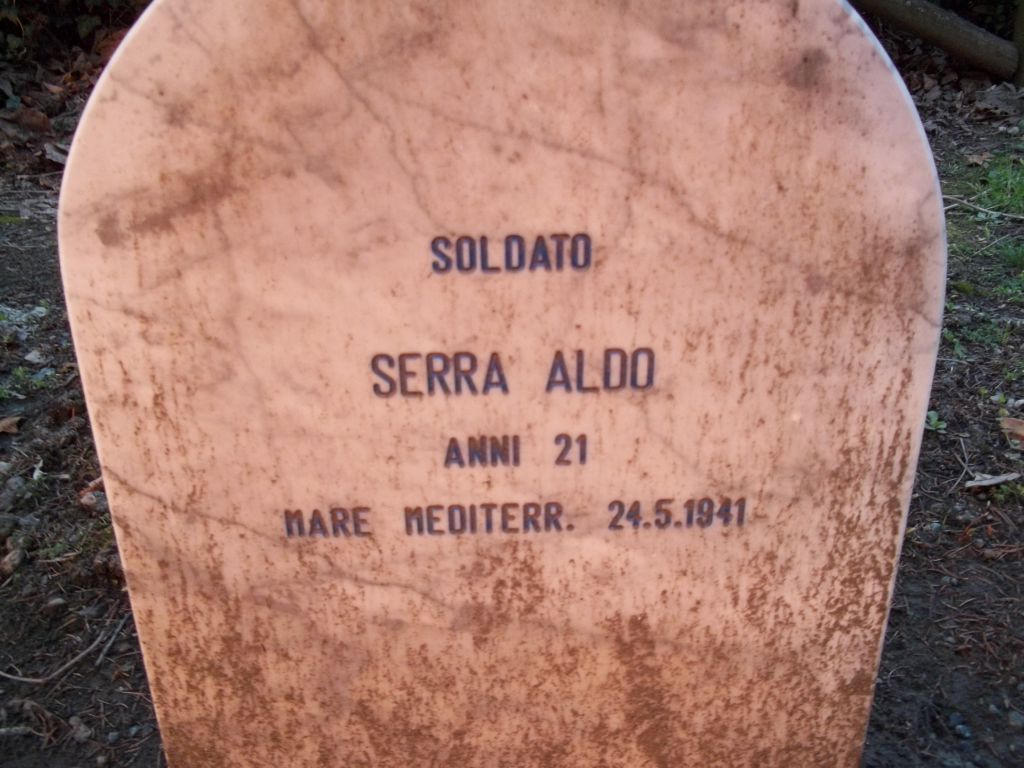 SOLDATO
SERRA ALDO
ANNI 21
MARE MEDITERR. 24.5.1941